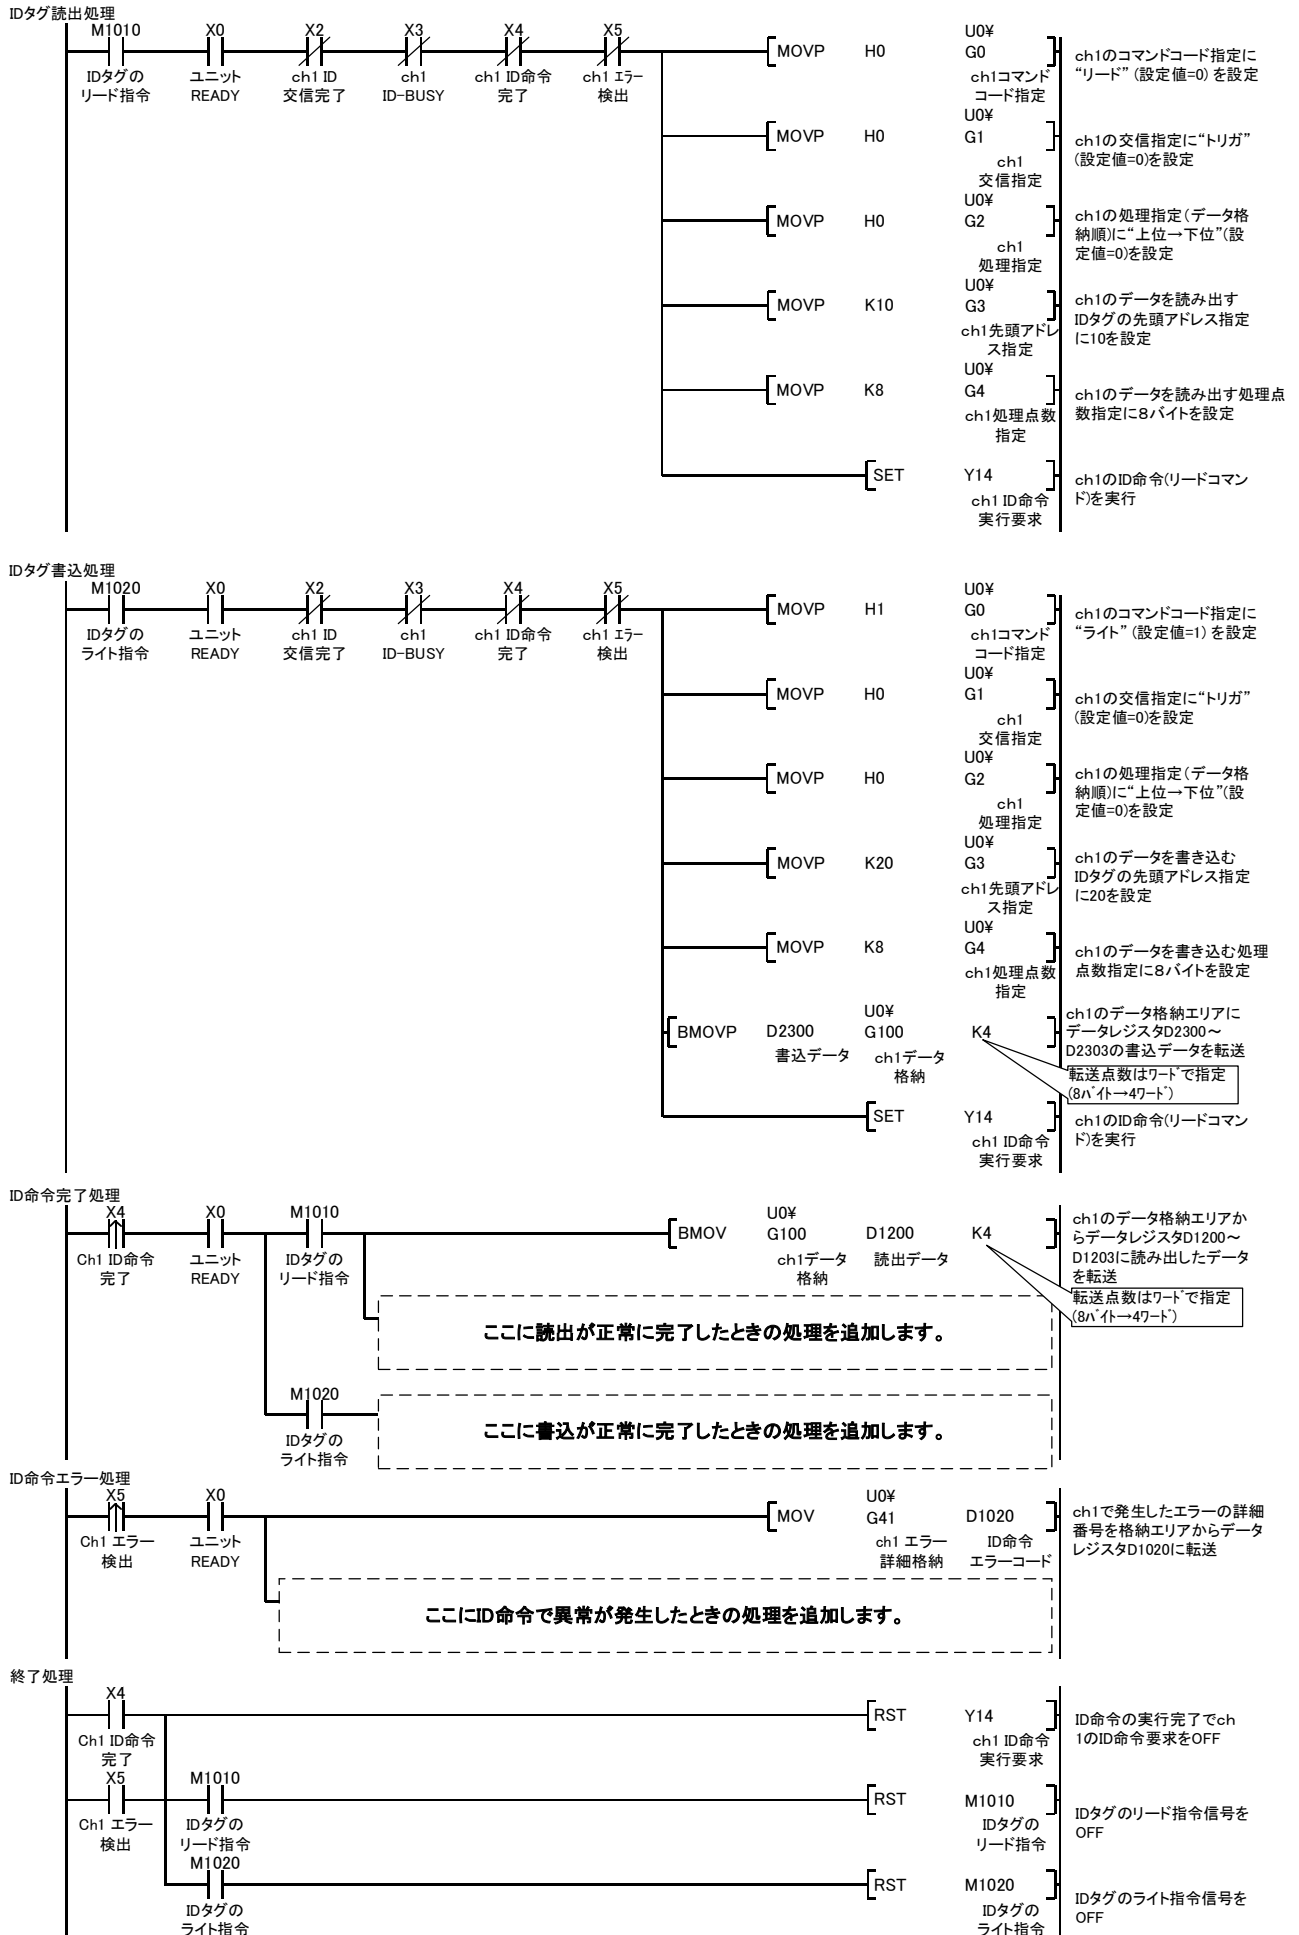 IDタグ読出処理
M1010 X0 X2 X3 X4 X5
IDタグの
リード指令
ユニット
READY
ch1 ID
交信完了
ch1
ID-BUSY
ch1 ID命令
完了
ch1 ｴﾗｰ
検出
MOVP H0 U0¥
G0
ch1コマンド
コード指定
ch1のコマンドコード指定に
“リード” (設定値=0) を設定
MOVP H0 U0¥
G1
ch1
交信指定
ch1の交信指定に“トリガ”
(設定値=0)を設定
MOVP H0 U0¥
G2
ch1
処理指定
ch1の処理指定(データ格
納順)に“上位→下位”(設
定値=0)を設定
MOVP K10 U0¥
G3
ch1先頭アドレ
ス指定
ch1のデータを読み出す
IDタグの先頭アドレス指定
に10を設定
MOVP K8 U0¥
G4
ch1処理点数
指定
ch1のデータを読み出す処理点
数指定に８バイトを設定
SET Y14
ch1 ID命令
実行要求
ch1のID命令(リードコマン
ド)を実行
IDタグ書込処理
M1020 X0 X2 X3 X4 X5
IDタグの
ライト指令
ユニット
READY
ch1 ID
交信完了
ch1
ID-BUSY
ch1 ID命令
完了
ch1 ｴﾗｰ
検出
MOVP H1 U0¥
G0
ch1コマンド
コード指定
ch1のコマンドコード指定に
“ライト” (設定値=1) を設定
MOVP H0 U0¥
G1
ch1
交信指定
ch1の交信指定に“トリガ”
(設定値=0)を設定
MOVP H0 U0¥
G2
ch1
処理指定
ch1の処理指定(データ格
納順)に“上位→下位”(設
定値=0)を設定
MOVP K20 U0¥
G3
ch1先頭アドレ
ス指定
ch1のデータを書き込む
IDタグの先頭アドレス指定
に20を設定
MOVP K8 U0¥
G4
ch1処理点数
指定
ch1のデータを書き込む処理
点数指定に８バイトを設定
BMOVP D2300 U0¥
G100 K4
書込データ
ch1データ
格納
ch1のデータ格納エリアに
データレジスタD2300～
D2303の書込データを転送
転送点数はﾜｰﾄﾞで指定
(8ﾊﾞｲﾄ→4ﾜｰﾄﾞ)
SET Y14
ch1 ID命令
実行要求
ch1のID命令(リードコマン
ド)を実行
ID命令完了処理
X4 X0 M1010
Ch1 ID命令
完了
ユニット
READY
IDタグの
リード指令
BMOV U0¥
G100 D1200 K4
ch1データ
格納
読出データ
ch1のデータ格納エリアか
らデータレジスタD1200～
D1203に読み出したデータ
を転送
転送点数はﾜｰﾄﾞで指定
(8ﾊﾞｲﾄ→4ﾜｰﾄﾞ)
ここに読出が正常に完了したときの処理を追加します。
M1020
IDタグの
ライト指令
ここに書込が正常に完了したときの処理を追加します。
ID命令エラー処理
X5 X0
Ch1 エラー
検出
ユニット
READY
MOV U0¥
G41 D1020
ch1 エラー
詳細格納
ID命令
エラーコード
ch1で発生したエラーの詳細
番号を格納エリアからデータ
レジスタD1020に転送
ここにID命令で異常が発生したときの処理を追加します。
終了処理
X4
Ch1 ID命令
完了
RST Y14
ch1 ID命令
実行要求
ID命令の実行完了でch
1のID命令要求をOFF
X5 M1010
Ch1 エラー
検出
IDタグの
リード指令
RST M1010
IDタグの
リード指令
IDタグのリード指令信号を
OFF
M1020
IDタグの
ライト指令
RST M1020
IDタグの
ライト指令
IDタグのライト指令信号を
OFF